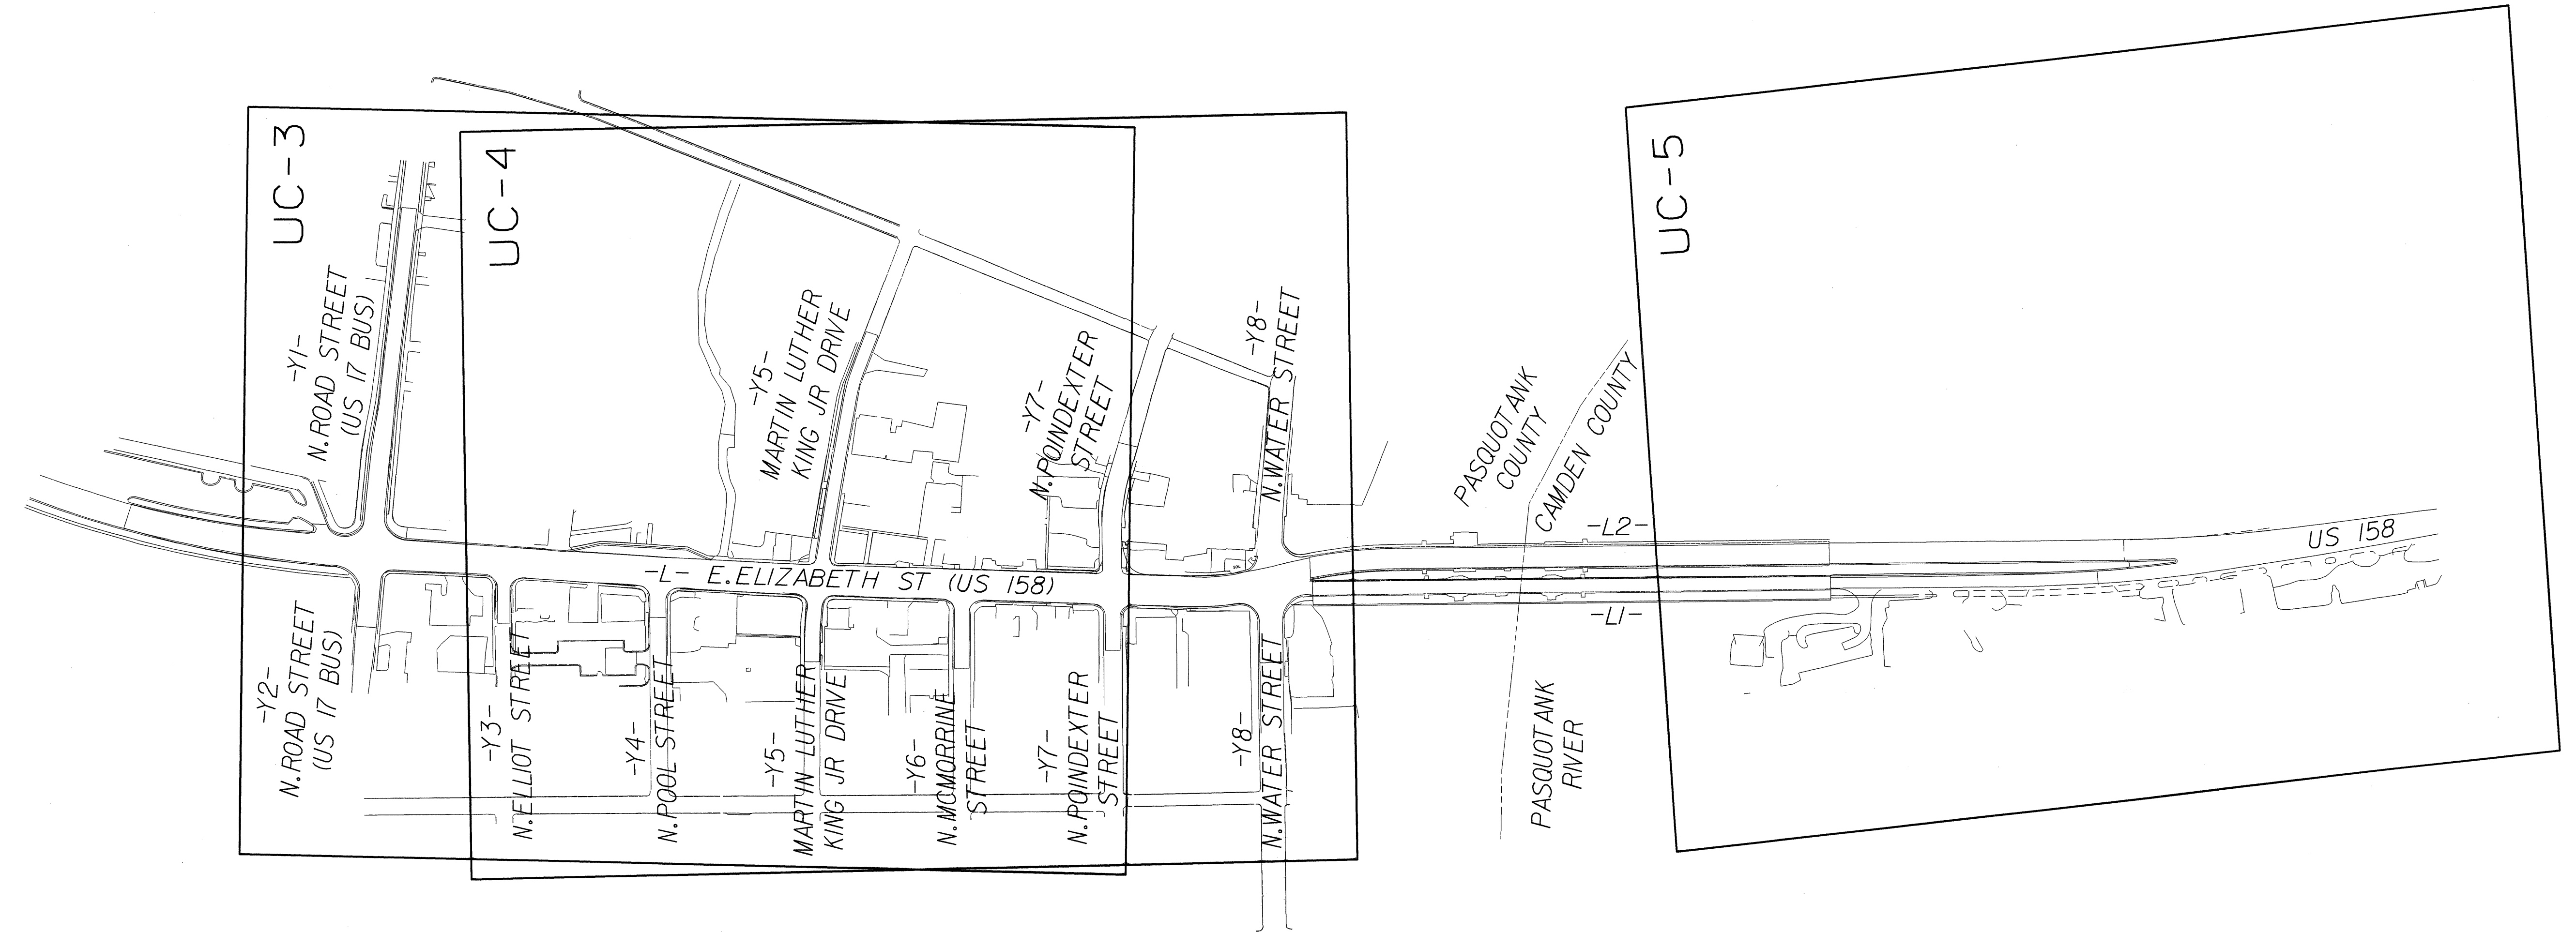 UC-3
UC-4
UC-5
-Y1-
N.ROAD STREET
(US 17 BUS)
-Y5-
MARTIN LUTHER
KING JR DRIVE
-Y7-
N.POINDEXTER
STREET
-Y8-
N.WATER STREET
PASQUOTANK
COUNTY
CAMDEN COUNTY
-L2-
US 158
-L- E.ELIZABETH ST (US 158)
-L1-
-Y2-
N.ROAD STREET
(US 17 BUS)
-Y3-
N.ELLIOT STREET
-Y4-
N.POOL STREET
-Y5-
MARTIN LUTHER
KING JR DRIVE
-Y6-
N.MCMORRINE
STREET
-Y7-
N.POINDEXTER
STREET
-Y8-
N.WATER STREET
PASQUOTANK
RIVER